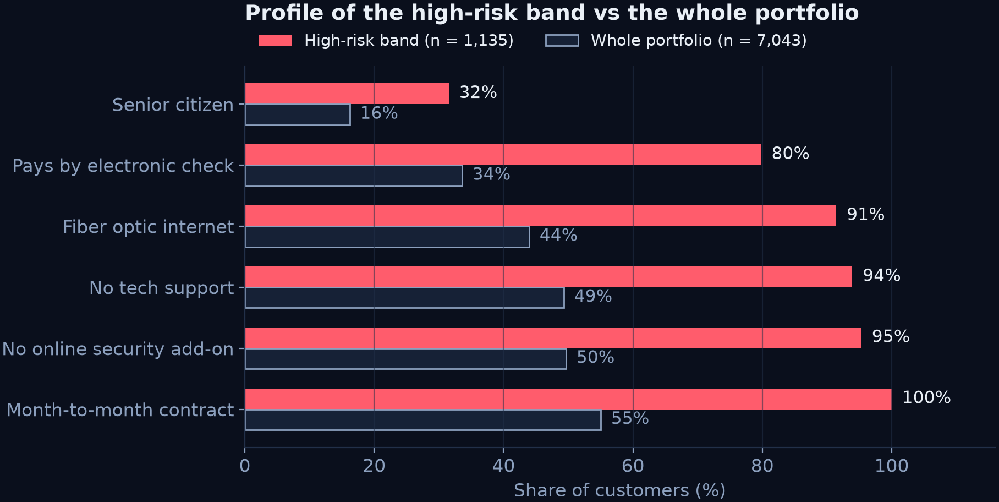 Profile of the high-risk band vs the whole portfolio
High-risk band (n = 1,135) Whole portfolio (n = 7,043)
Senior citizen 32%
16%
Pays by electronic check 80%
34%
Fiber optic internet 91%
44%
No tech support 94%
49%
No online security add-on 95%
50%
Month-to-month contract 100%
55%
0 20 40 60 80 100
Share of customers (%)